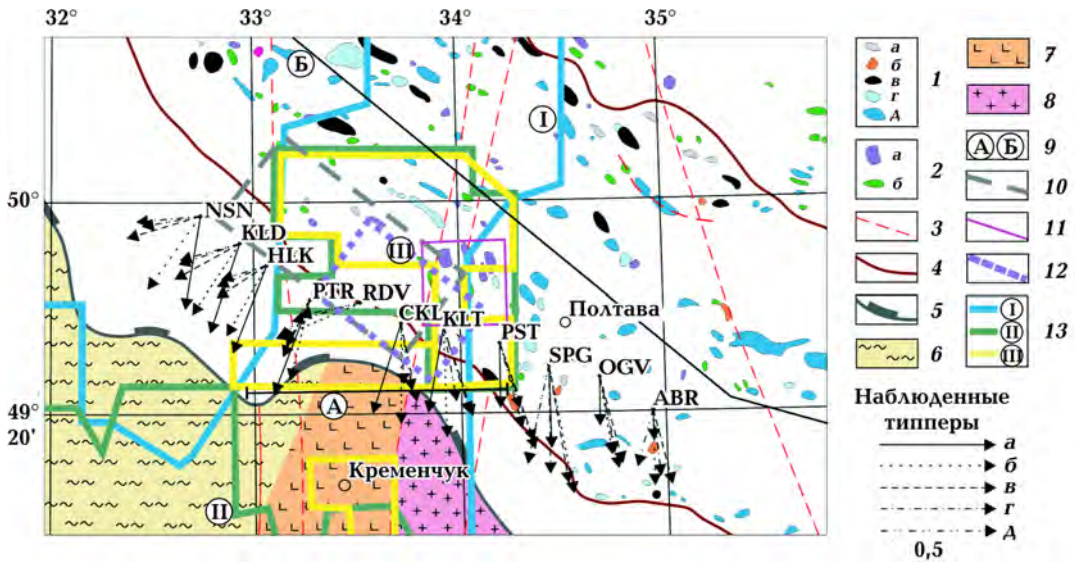 32° 33° 34° 35°
50°
49°
20'
Б
I
III
А
II
NSN
KLD
HLK
PTR
RDV
CKL
KLT
PST
SPG
OGV
ABR
Полтава
Кременчук
а
б
в
г
д
1
а
б
2
3
4
5
6
7
8
А Б 9
10
11
12
I
II
III
13
Наблюденные
типперы
а
б
в
г
д
0,5